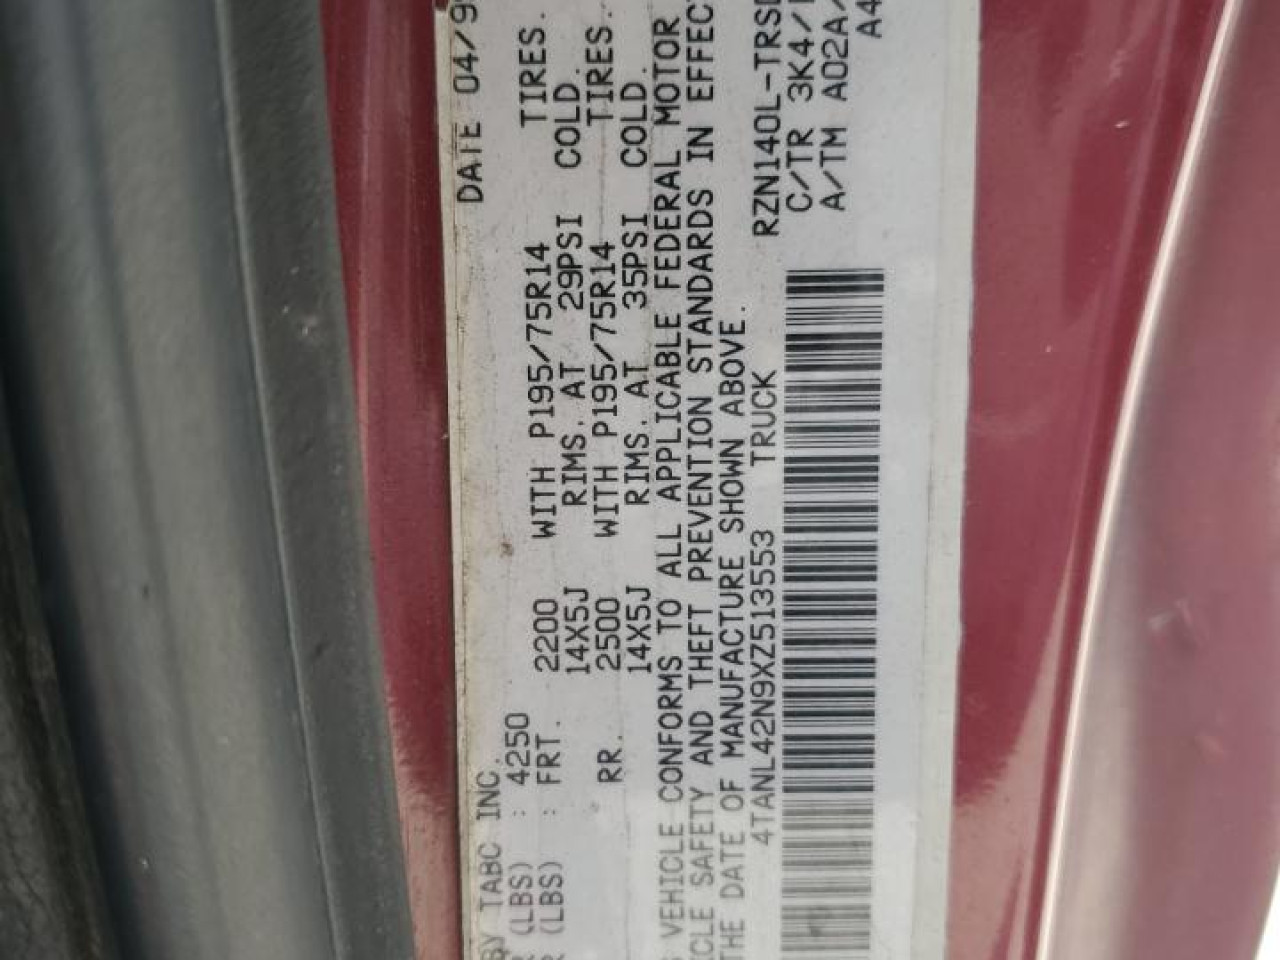 BY TABC INC. DATE 04/9
(LBS) : 4250
(LBS) : FRT. 2200 WITH P195/75R14 TIRES.
14X5J RIMS. AT 29PSI COLD.
RR. 2500 WITH P195/75R14 TIRES.
14X5J RIMS. AT 35PSI COLD.
VEHICLE CONFORMS TO ALL APPLICABLE FEDERAL MOTOR
ICLE SAFETY AND THEFT PREVENTION STANDARDS IN EFFECT
THE DATE OF MANUFACTURE SHOWN ABOVE.
4TANL42N9XZ513553 TRUCK RZN140L-TRS
C/TR 3K4/
A/TM A02A/
A4